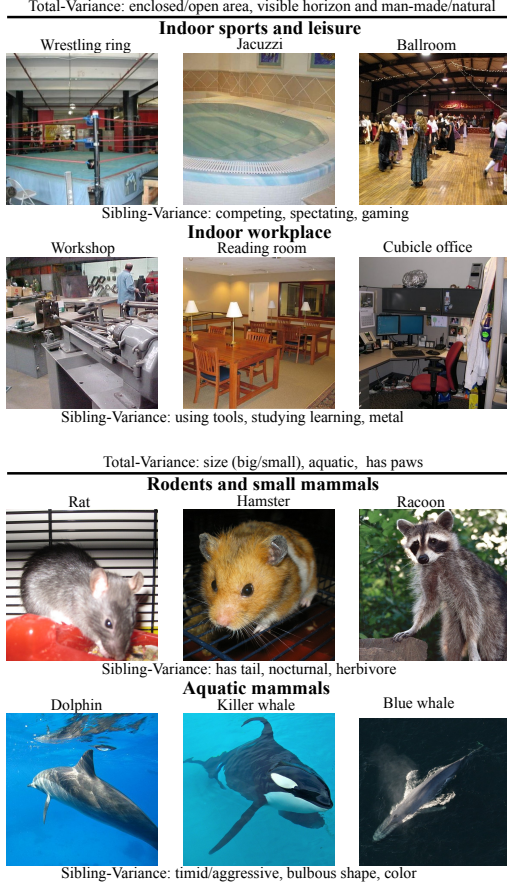 Total-Variance: enclosed/open area, visible horizon and man-made/natural
Indoor sports and leisure
Wrestling ring Jacuzzi Ballroom
Sibling-Variance: competing, spectating, gaming
Indoor workplace
Workshop Reading room Cubicle office
Sibling-Variance: using tools, studying learning, metal
Total-Variance: size (big/small), aquatic, has paws
Rodents and small mammals
Rat Hamster Racoon
Sibling-Variance: has tail, nocturnal, herbivore
Aquatic mammals
Dolphin Killer whale Blue whale
Sibling-Variance: timid/aggressive, bulbous shape, color